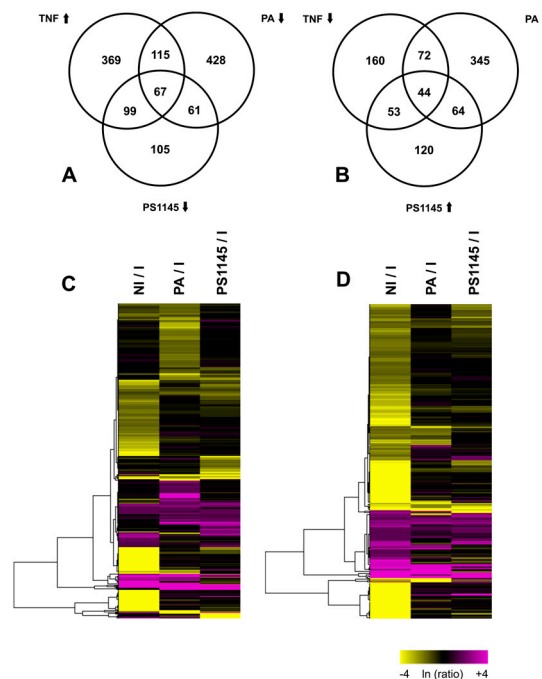 TNF ⬆ PA ⬇ TNF ⬇ PA
369 115 428 160 72 345
67 44
99 61 53 64
105 120
A B
PS1145 ⬇ PS1145 ⬆
C NI / I PA / I PS1145 / I D NI / I PA / I PS1145 / I
-4 ln (ratio) +4